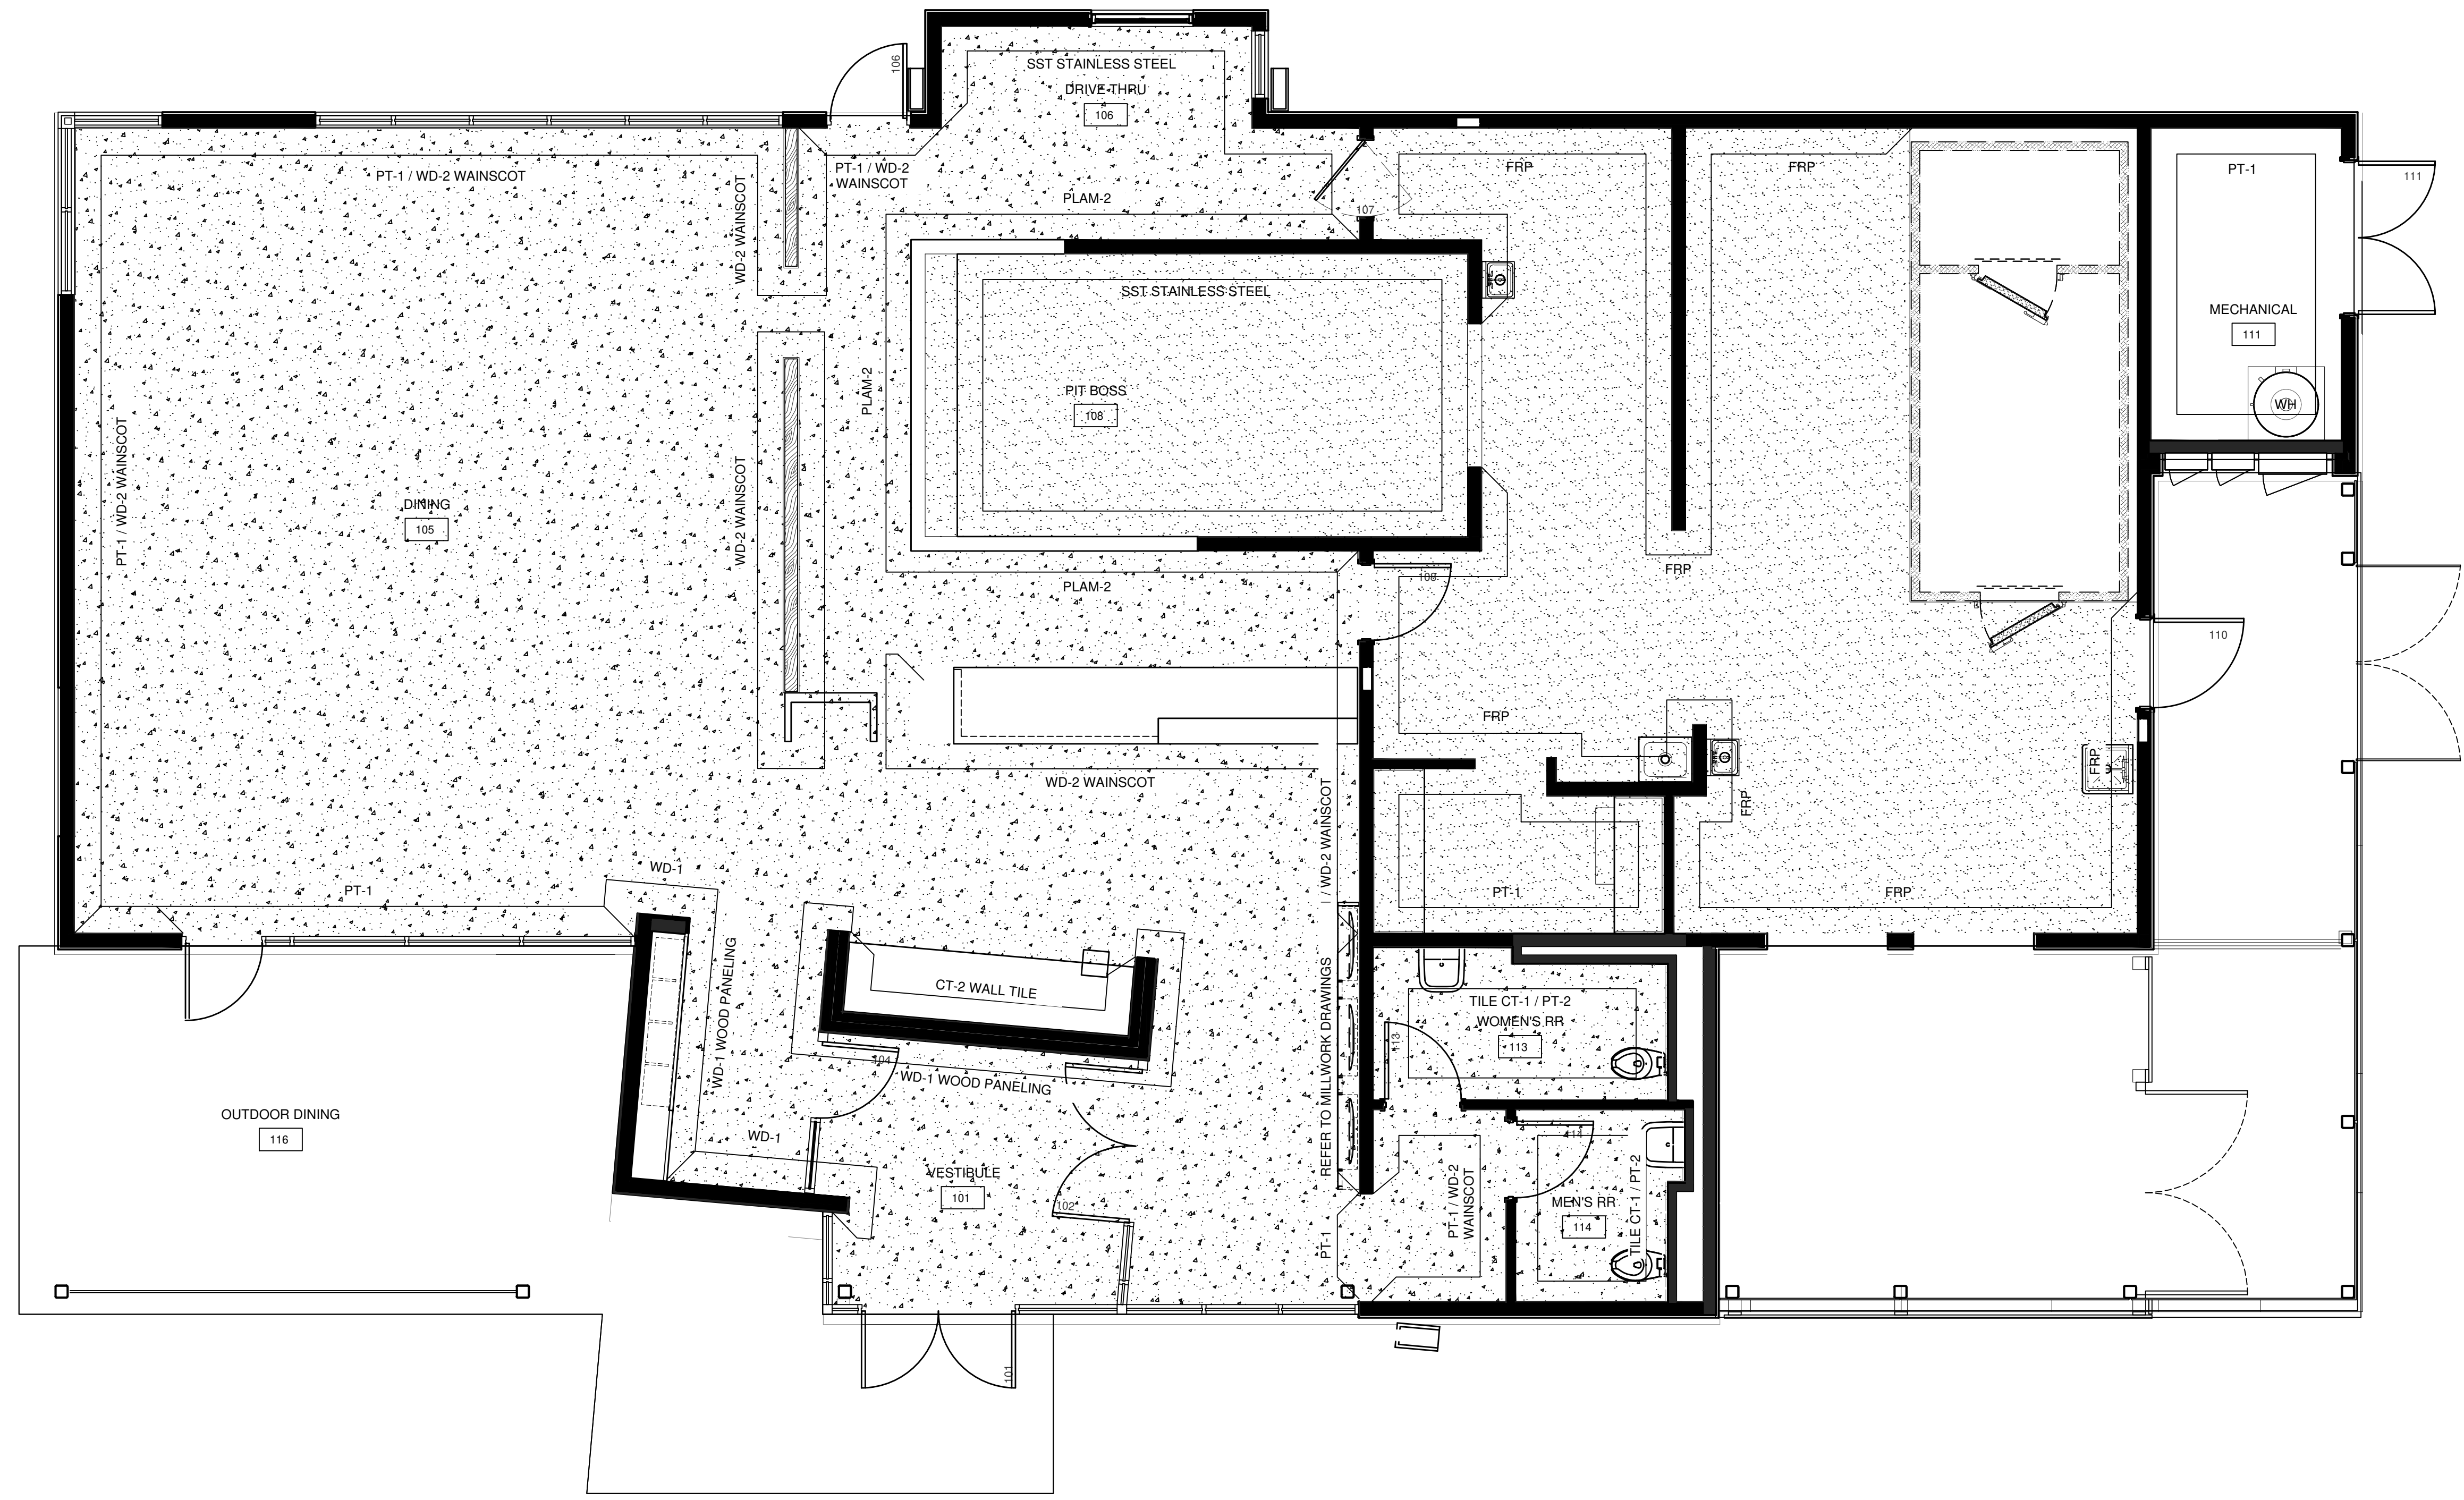 106
SST STAINLESS STEEL
DRIVE-THRU
106
PT-1 / WD-2 WAINSCOT
WD-2 WAINSCOT
PT-1 / WD-2
WAINSCOT
PLAM-2
107
FRP
FRP
PT-1
111
MECHANICAL
111
WH
SST STAINLESS STEEL
PIT BOSS
108
PLAM-2
PT-1 / WD-2 WAINSCOT
DINING
105
WD-2 WAINSCOT
PLAM-2
FRP
110
FRP
FRP
FRP
WD-2 WAINSCOT
/ WD-2 WAINSCOT
WD-1
PT-1
PT-1
FRP
WD-1 WOOD PANELING
CT-2 WALL TILE
REFER TO MILLWORK DRAWINGS
TILE CT-1 / PT-2
WOMEN'S RR
113
113
104
WD-1 WOOD PANELING
OUTDOOR DINING
116
WD-1
VESTIBULE
101
102
PT-1
PT-1 / WD-2
WAINSCOT
114
MEN'S RR
114
TILE CT-1 / PT-2
101